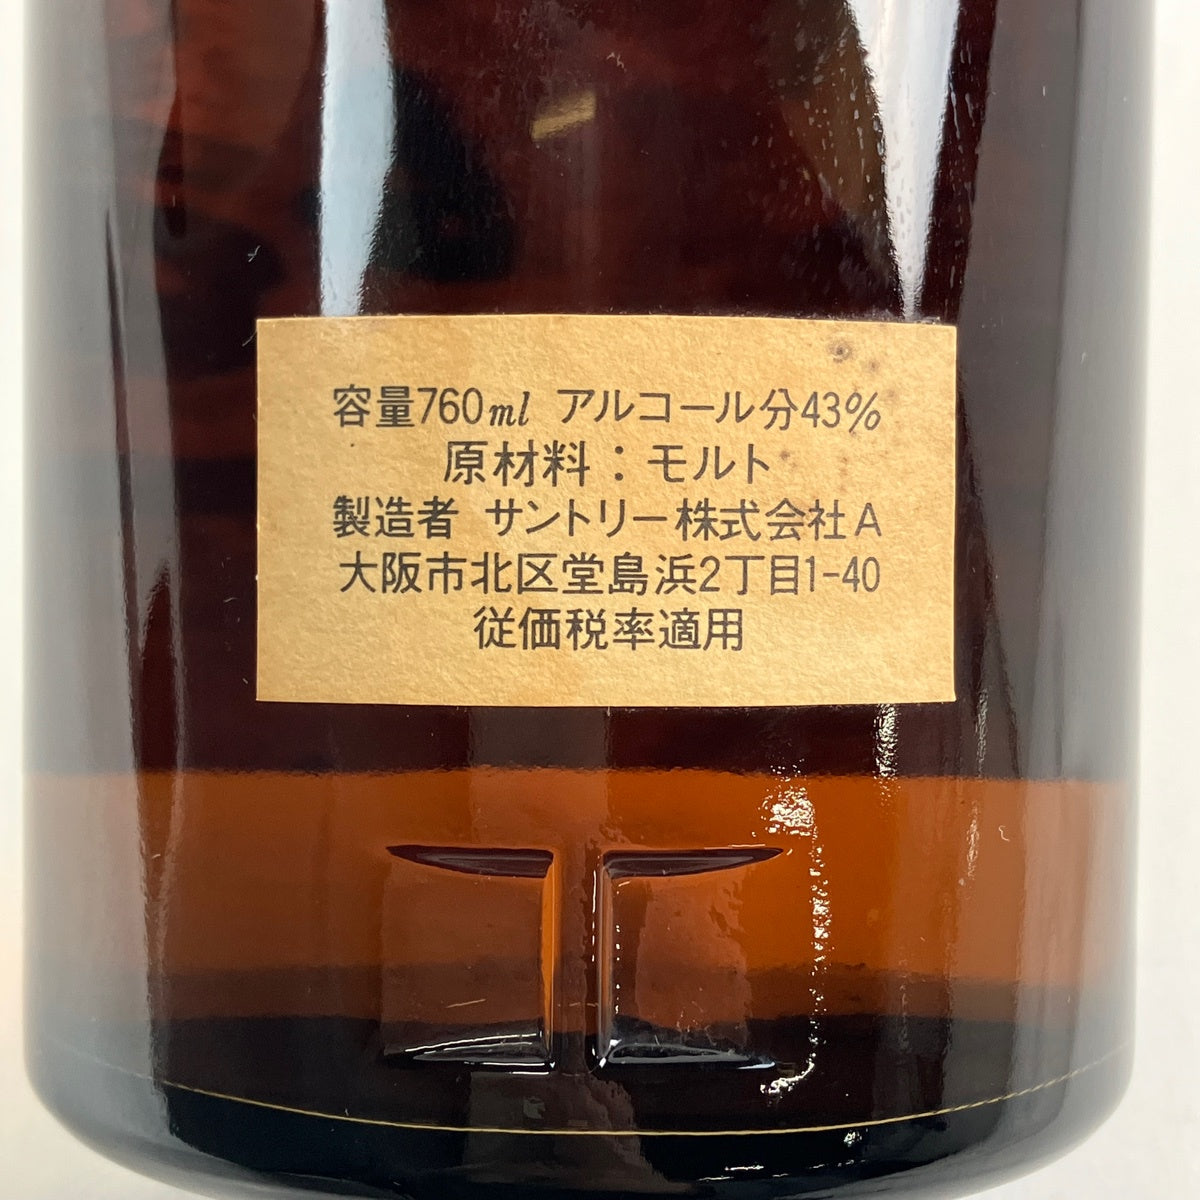 容量760ml アルコール分43%
原材料：モルト
製造者 サントリー株式会社A
大阪市北区堂島浜2丁目1-40
従価税率適用